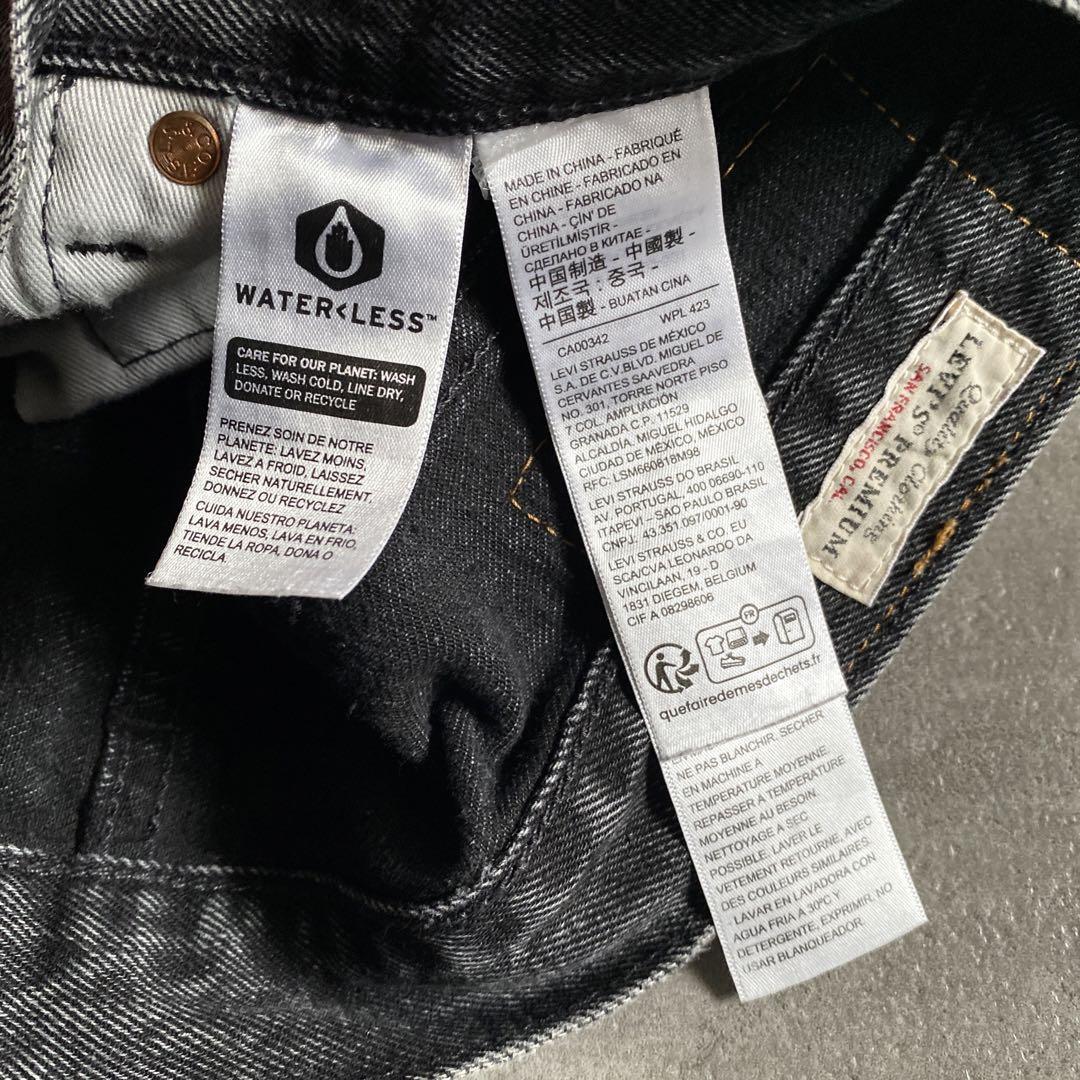 WATER<LESS™
CARE FOR OUR PLANET: WASH
LESS, WASH COLD, LINE DRY,
DONATE OR RECYCLE
PRENEZ SOIN DE NOTRE
PLANETE: LAVEZ MOINS,
LAVEZ A FROID, LAISSEZ
SECHER NATURELLEMENT,
DONNEZ OU RECYCLEZ
CUIDA NUESTRO PLANETA:
LAVA MENOS, LAVA EN FRIO,
TIENDE LA ROPA, DONA O
RECICLA.
MADE IN CHINA - FABRIQUÉ
EN CHINE - FABRICADO EN
CHINA - FABRICADO NA
CHINA - ÇIN' DE
ÜRETİLMİŞTİR -
СДЕЛАНО В КИТАЕ -
中国制造 - 中國製 -
제조국 : 중국 -
中国製 - BUATAN CINA
CA00342 WPL 423
LEVI STRAUSS DE MÉXICO
S.A. DE C.V BLVD. MIGUEL DE
CERVANTES SAAVEDRA
NO. 301, TORRE NORTE PISO
7 COL. AMPLIACIÓN
GRANADA C.P. 11529
ALCALDÍA, MIGUEL HIDALGO
CIUDAD DE MÉXICO, MÉXICO
RFC: LSM660818M98
LEVI STRAUSS DO BRASIL
AV. PORTUGAL, 400 06690-110
TAPEVI – SAO PAULO BRASIL
CNPJ. 43.351.097/0001-90
LEVI STRAUSS & CO. EU
SCA/CVA LEONARDO DA
VINCILAAN, 19 - D
1831 DIEGEM, BELGIUM
CIF A 08298606
FR
quefairedemesdechets.fr
NE PAS BLANCHIR. SECHER
EN MACHINE A
TEMPERATURE MOYENNE.
REPASSER À TEMPÉRATURE
MOYENNE AU BESOIN.
NETTOYAGE A SEC
POSSIBLE. LAVER LE
VETEMENT RETOURNE, AVEC
DES COULEURS SIMILAIRES.
LAVAR EN LAVADORA CON
AGUA FRIA A 30ºC Y
DETERGENTE, EXPRIMIR, NO
USAR BLANQUEADOR.
LEVI'S® PREMIUM
Quality Clothing
SAN FRANCISCO, CAL.